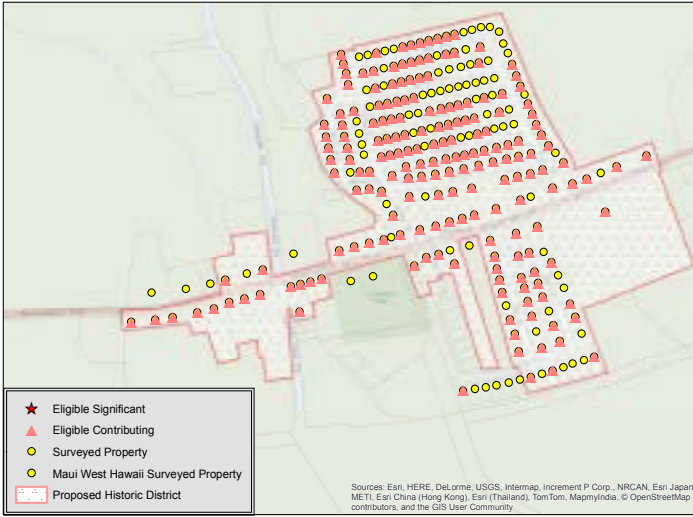 Eligible Significant
Eligible Contributing
Surveyed Property
Maui West Hawaii Surveyed Property
Proposed Historic District
Sources: Esri, HERE, DeLorme, USGS, Intermap, increment P Corp., NRCAN, Esri Japan
METI, Esri China (Hong Kong), Esri (Thailand), TomTom, MapmyIndia, © OpenStreetMap
contributors, and the GIS User Community